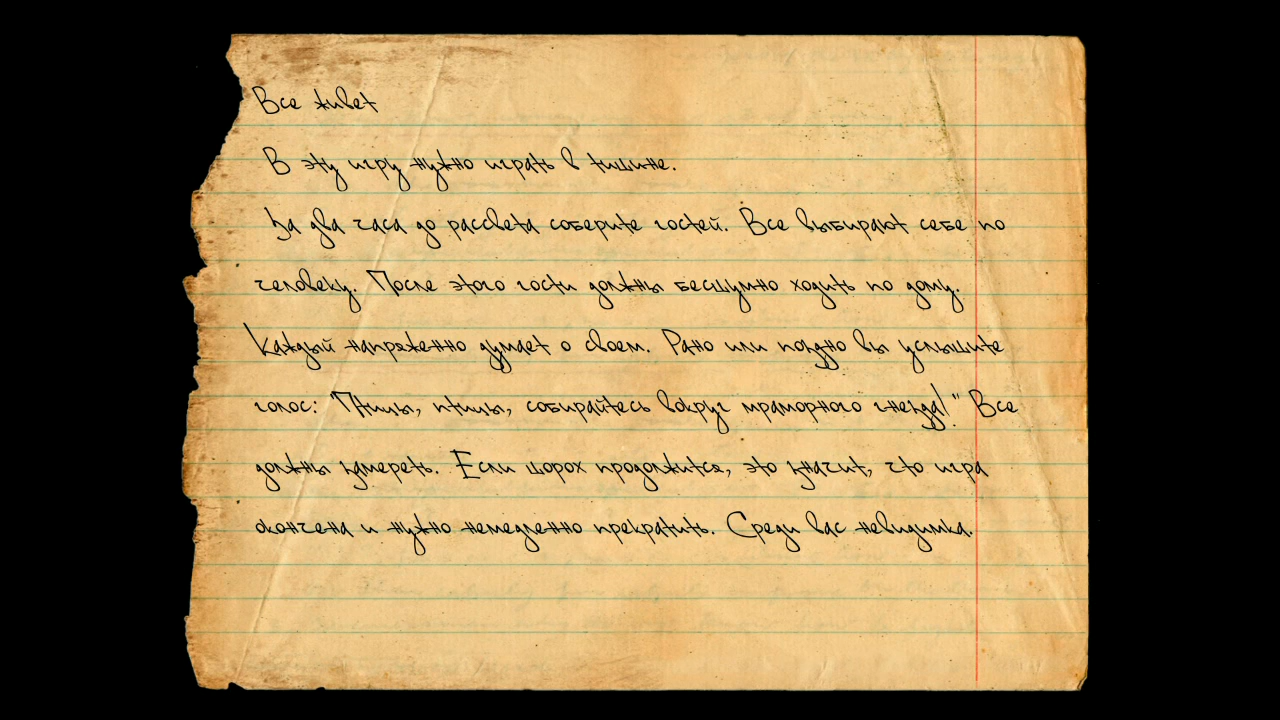 Все живет
В эту игру нужно играть в тишине.
За два часа до рассвета соберите гостей. Все выбирают себе по
человеку. После этого гости должны бесшумно ходить по дому.
Каждый напряженно думает о своем. Рано или поздно вы услышите
голос: "Птицы, птицы, собирайтесь вокруг мраморного гнезда!" Все
должны замереть. Если шорох продолжится, это значит, что игра
окончена и нужно немедленно прекратить. Среди вас невидимка.